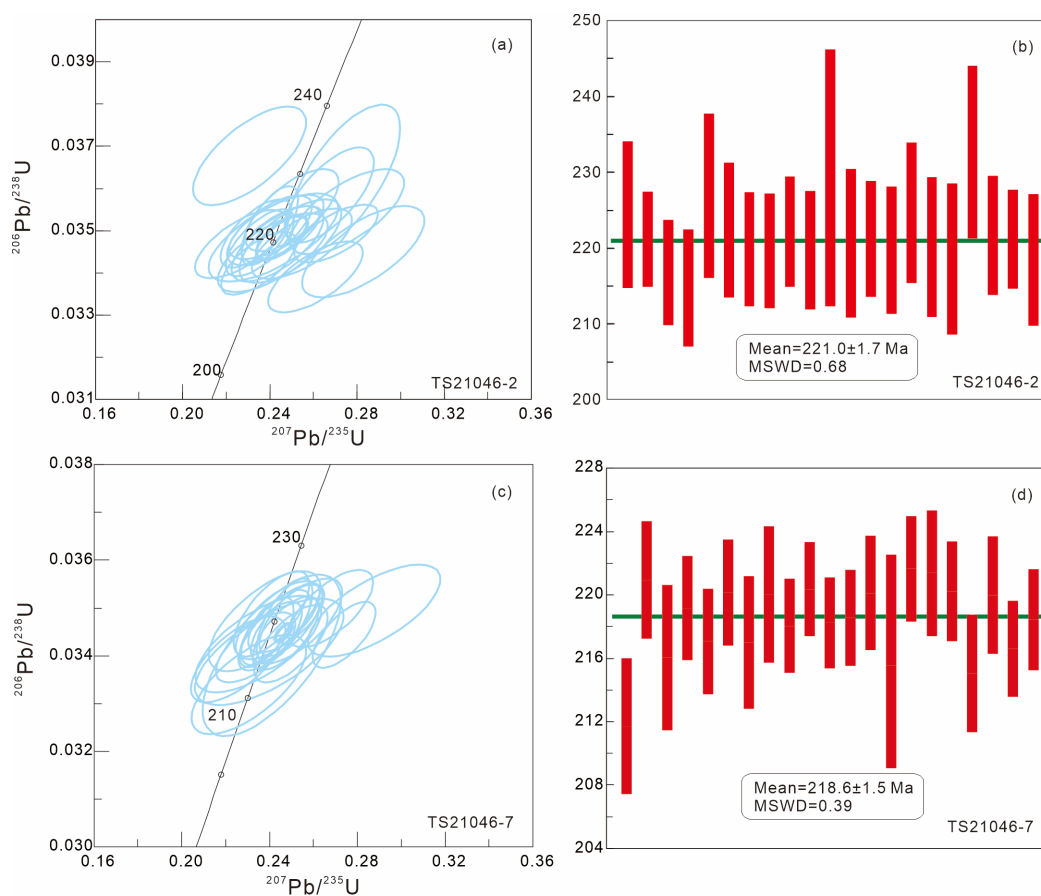 (a)
0.039
0.037
0.035
0.033
0.031
²⁰⁶Pb/²³⁸U
240
220
200
TS21046-2
0.16 0.20 0.24 0.28 0.32 0.36
²⁰⁷Pb/²³⁵U
(b)
250
240
230
220
210
200
Mean=221.0±1.7 Ma
MSWD=0.68
TS21046-2
(c)
0.038
0.036
0.034
0.032
0.030
²⁰⁶Pb/²³⁸U
230
210
TS21046-7
0.16 0.20 0.24 0.28 0.32 0.36
²⁰⁷Pb/²³⁵U
(d)
228
224
220
216
212
208
204
Mean=218.6±1.5 Ma
MSWD=0.39
TS21046-7